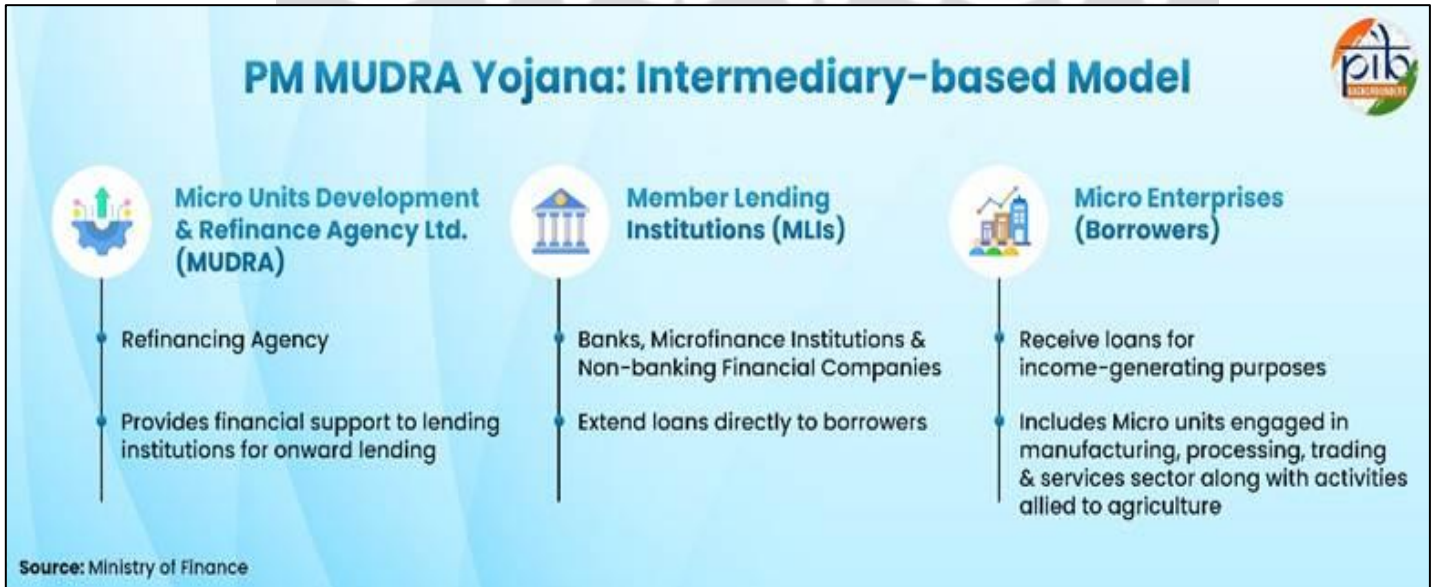 PM MUDRA Yojana: Intermediary-based Model
pib
BACKGROUNDERS
Micro Units Development
& Refinance Agency Ltd.
(MUDRA)
Refinancing Agency
Provides financial support to lending
institutions for onward lending
Member Lending
Institutions (MLIs)
Banks, Microfinance Institutions &
Non-banking Financial Companies
Extend loans directly to borrowers
Micro Enterprises
(Borrowers)
Receive loans for
income-generating purposes
Includes Micro units engaged in
manufacturing, processing, trading
& services sector along with activities
allied to agriculture
Source: Ministry of Finance